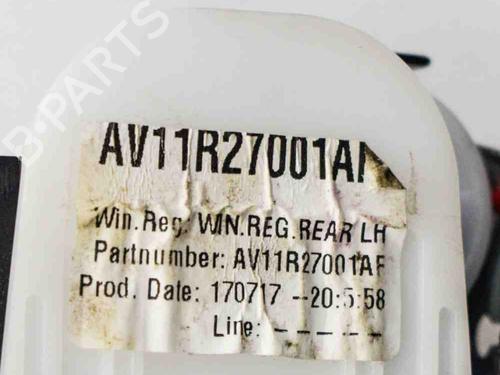 B-PARTS
AV11R27001AF
Win.Reg: WIN.REG.REAR LH
Partnumber: AV11R27001AF
Prod. Date: 170717 --20:5:58
Line: - - - - -